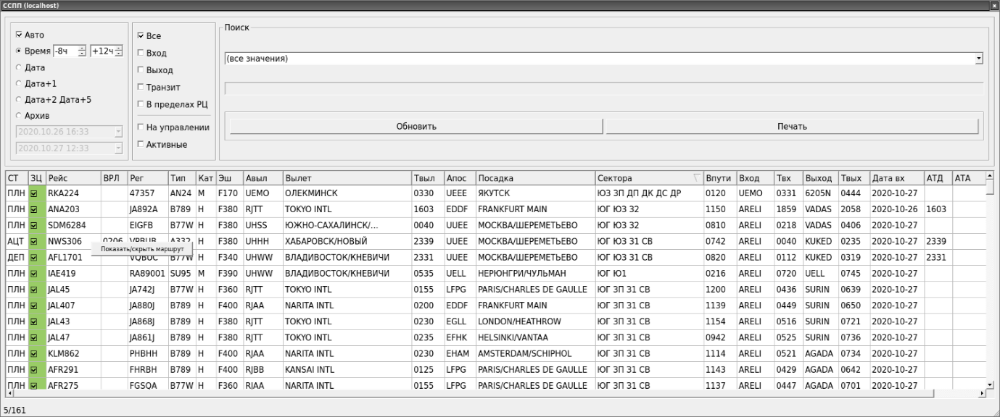 ССПП (localhost)
Авто
Время -8ч +12ч
Дата
Дата+1
Дата+2 Дата+5
Архив
2020.10.26 16:33
2020.10.27 12:33
Все
Вход
Выход
Транзит
В пределах РЦ
На управлении
Активные
Поиск
(все значения)
Обновить Печать
СТ ЗЦ Рейс ВРЛ Рег Тип Кат Эш Авыл Вылет Твыл Апос Посадка Сектора Впути Вход Твх Выход Твых Дата вх АТД АТА
ПЛН RKA224 47357 AN24 M F170 UEMO ОЛЕКМИНСК 0330 UEEE ЯКУТСК ЮЗ ЗП ДП ДК ДС ДР 0120 UEMO 0331 6205N 0444 2020-10-27
ПЛН ANA203 JA892A B789 H F380 RJTT TOKYO INTL 1603 EDDF FRANKFURT MAIN ЮГ ЮЗ 32 1150 ARELI 1859 VADAS 2058 2020-10-26 1603
ПЛН SDM6284 EIGFB B77W H F380 UHSS ЮЖНО-САХАЛИНСК/... 0040 UUEE МОСКВА/ШЕРЕМЕТЬЕВО ЮГ ЮЗ 32 0810 ARELI 0218 VADAS 0406 2020-10-27
АЦТ NWS306 0206 VPBUB A332 H F380 UHHH ХАБАРОВСК/НОВЫЙ 2339 UUEE МОСКВА/ШЕРЕМЕТЬЕВО ЮГ ЮЗ 31 СВ 0742 ARELI 0040 KUKED 0235 2020-10-27 2339
Показать/скрыть маршрут
ДЕП AFL1701 VQBUC B77W H F340 UHWW ВЛАДИВОСТОК/КНЕВИЧИ 2331 UUEE МОСКВА/ШЕРЕМЕТЬЕВО ЮГ ЮЗ 31 СВ 0820 ARELI 0112 KUKED 0319 2020-10-27 2331
ПЛН IAE419 RA89001 SU95 M F390 UHWW ВЛАДИВОСТОК/КНЕВИЧИ 0535 UELL НЕРЮНГРИ/ЧУЛЬМАН ЮГ Ю1 0216 ARELI 0720 UELL 0745 2020-10-27
ПЛН JAL45 JA742J B77W H F360 RJTT TOKYO INTL 0155 LFPG PARIS/CHARLES DE GAULLE ЮГ ЗП 31 СВ 1200 ARELI 0436 SURIN 0639 2020-10-27
ПЛН JAL407 JA880J B789 H F400 RJAA NARITA INTL 0200 EDDF FRANKFURT MAIN ЮГ ЗП 31 СВ 1139 ARELI 0449 SURIN 0650 2020-10-27
ПЛН JAL43 JA868J B789 H F380 RJTT TOKYO INTL 0230 EGLL LONDON/HEATHROW ЮГ ЗП 31 СВ 1154 ARELI 0516 SURIN 0721 2020-10-27
ПЛН JAL47 JA861J B789 H F380 RJTT TOKYO INTL 0235 EFHK HELSINKI/VANTAA ЮГ ЗП 31 СВ 0942 ARELI 0525 SURIN 0736 2020-10-27
ПЛН KLM862 PHBHH B789 H F400 RJAA NARITA INTL 0230 EHAM AMSTERDAM/SCHIPHOL ЮГ ЗП 31 СВ 1114 ARELI 0521 AGADA 0734 2020-10-27
ПЛН AFR291 FHRBH B789 H F400 RJBB KANSAI INTL 0125 LFPG PARIS/CHARLES DE GAULLE ЮГ ЗП 31 СВ 1143 ARELI 0429 AGADA 0642 2020-10-27
ПЛН AFR275 FGSQA B77W H F360 RJAA NARITA INTL 0155 LFPG PARIS/CHARLES DE GAULLE ЮГ ЗП 31 СВ 1137 ARELI 0447 AGADA 0701 2020-10-27
5/161